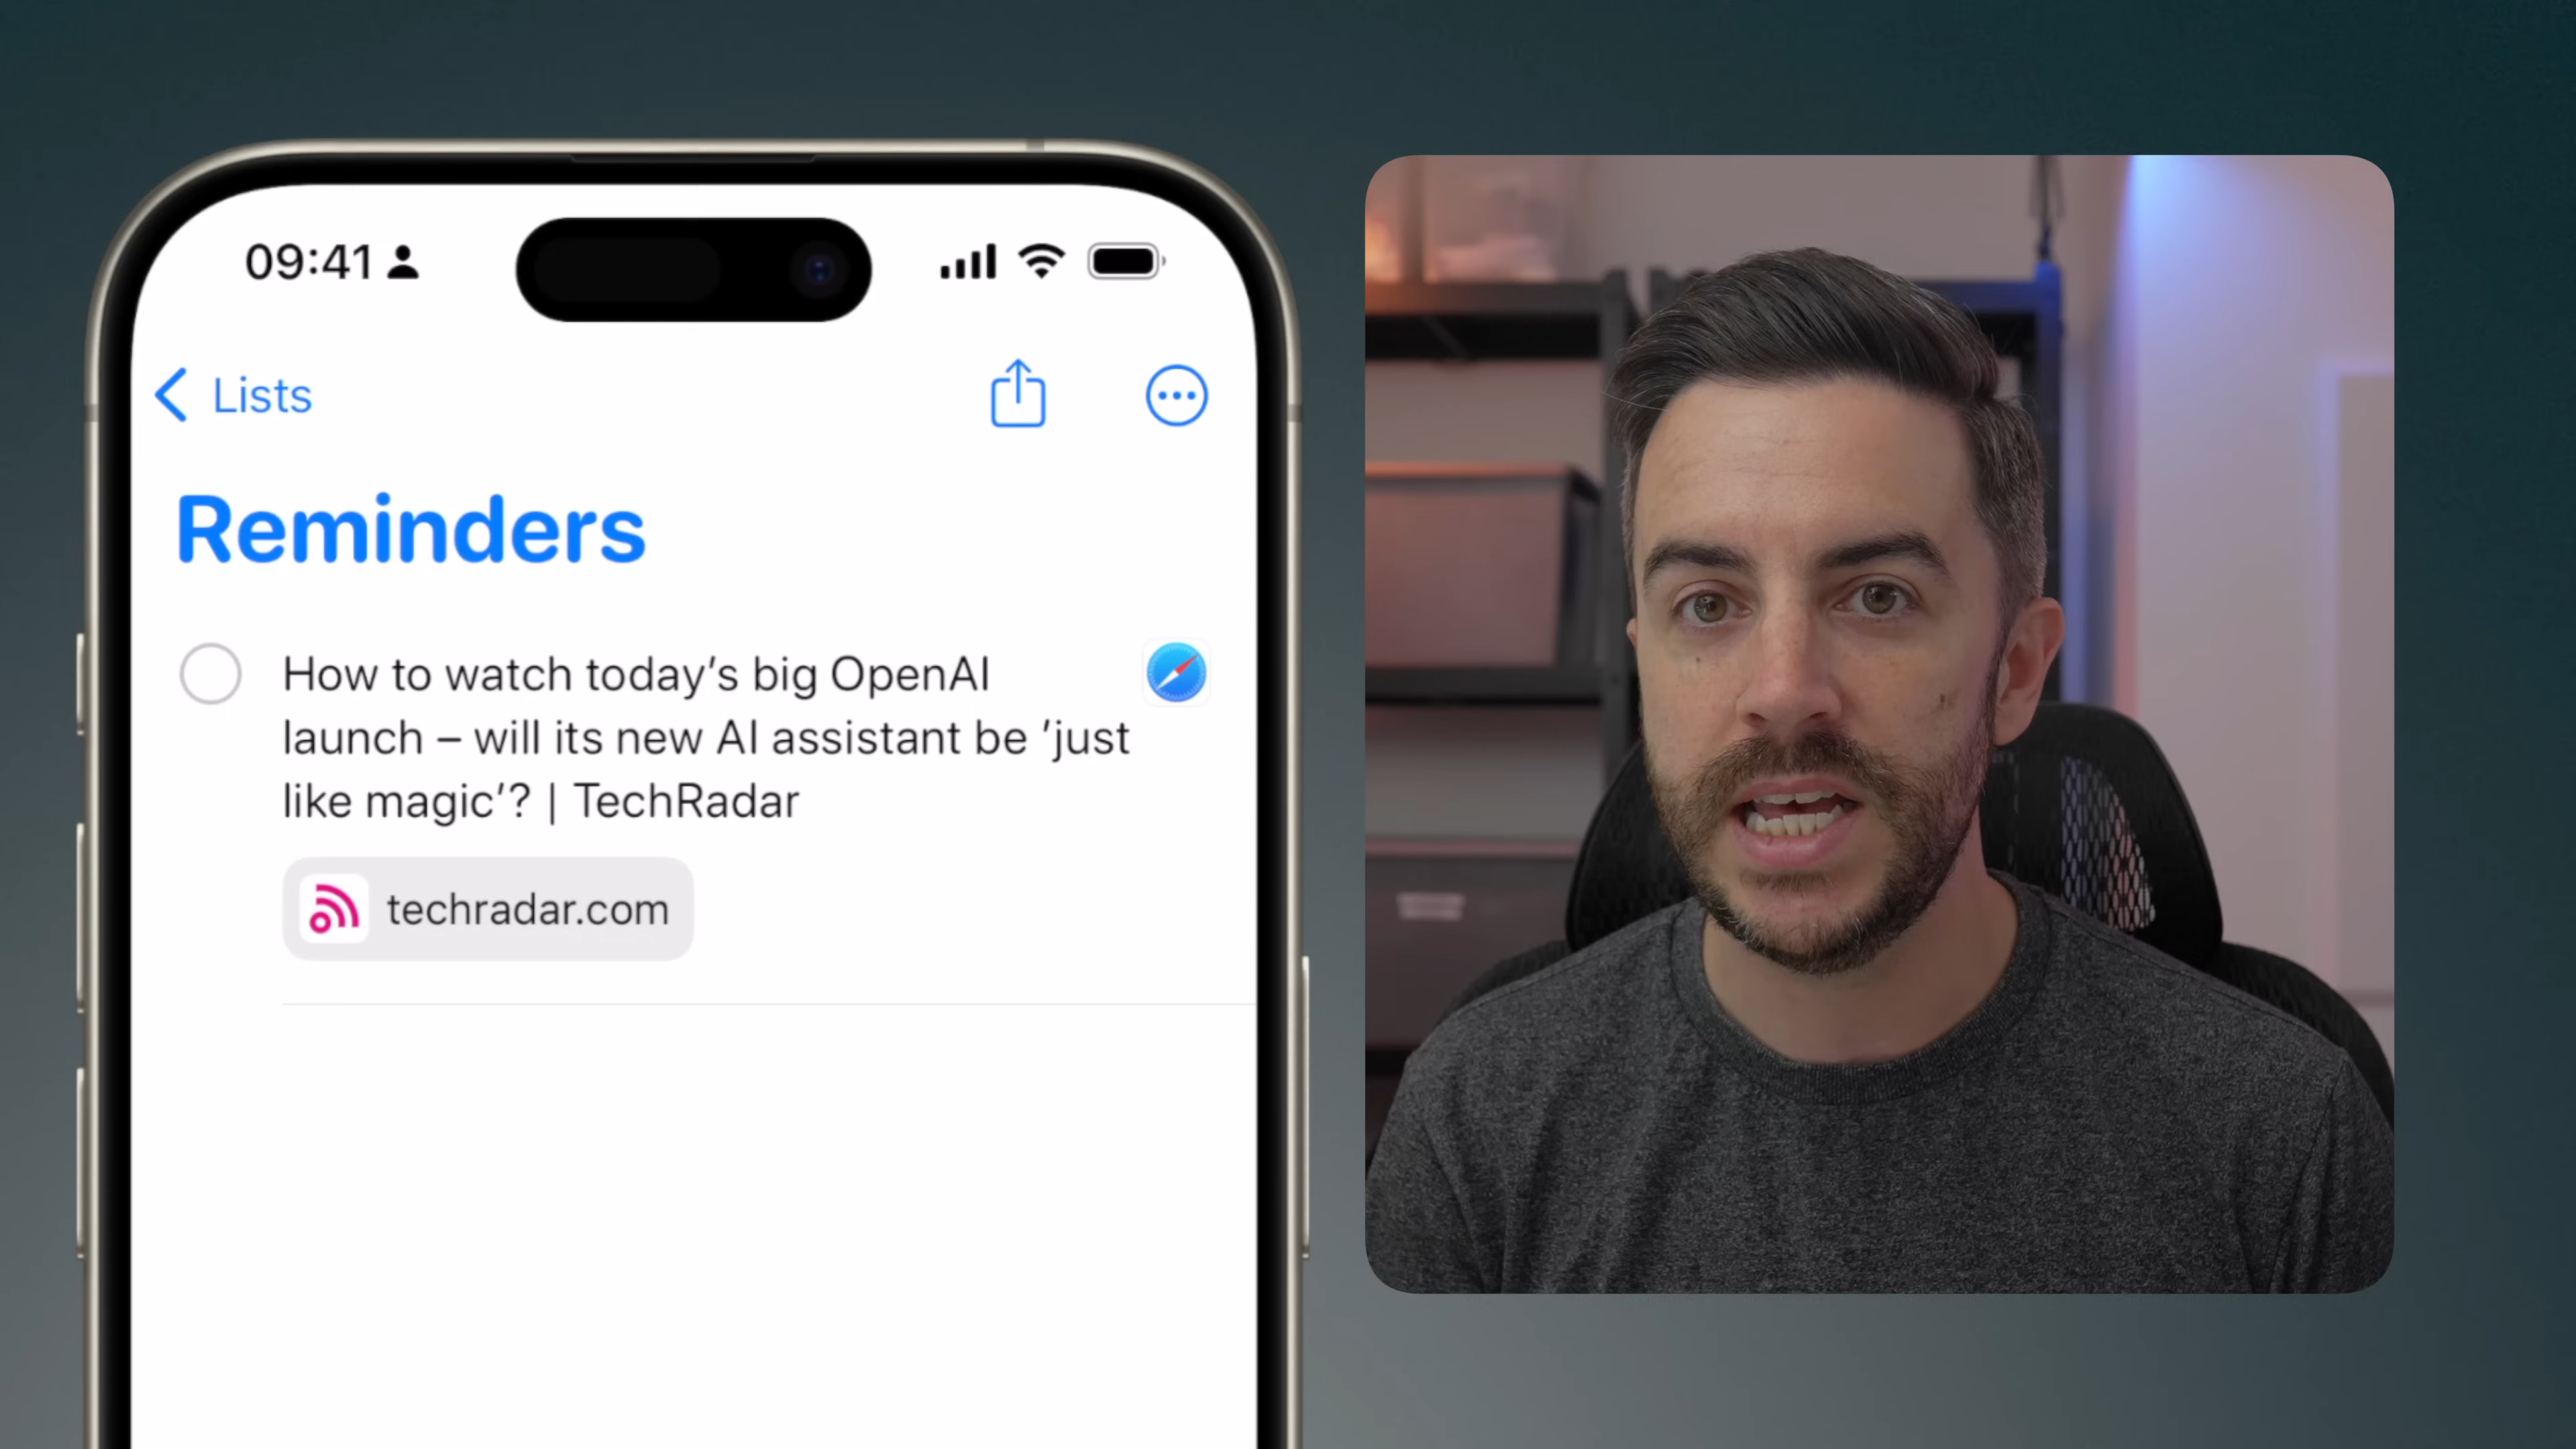 09:41
Lists
Reminders
How to watch today’s big OpenAI
launch – will its new AI assistant be ‘just
like magic’? | TechRadar
techradar.com